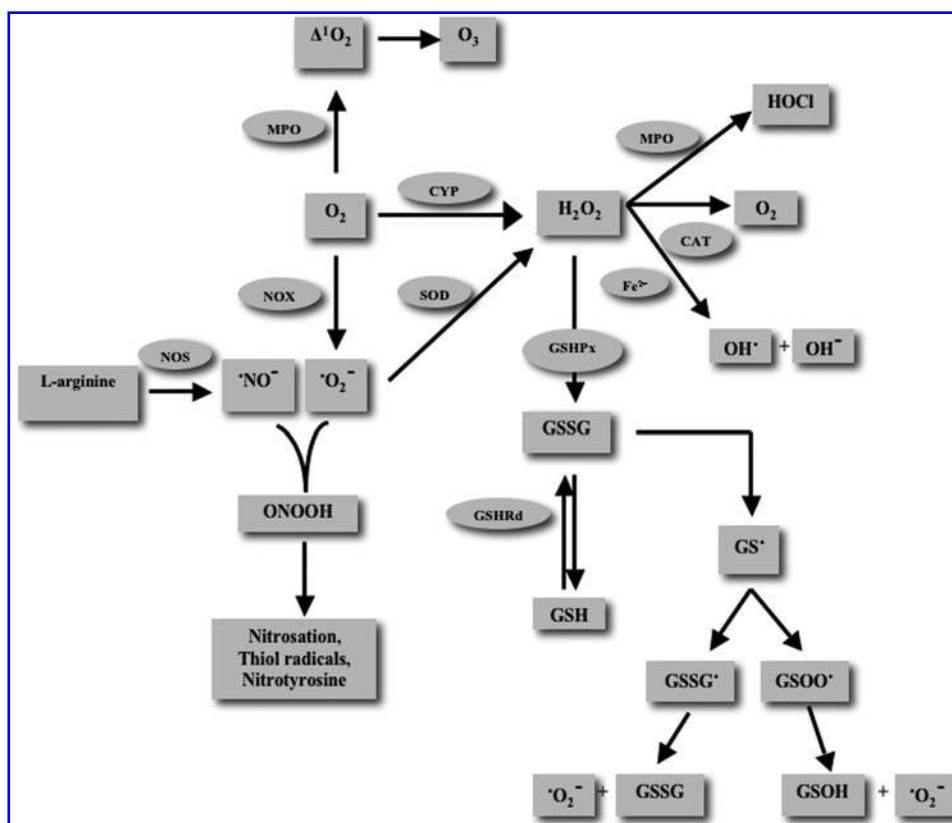 Δ¹O₂
O₃
MPO
HOCl
MPO
O₂
CYP
H₂O₂
O₂
CAT
NOX
SOD
Fe²⁻
NOS
GSHPx
OH• + OH⁻
L-arginine
•NO⁻
•O₂⁻
GSSG
ONOOH
GSHRd
GS•
GSH
Nitrosation,
Thiol radicals,
Nitrotyrosine
GSSG•
GSOO•
•O₂⁻ + GSSG
GSOH + •O₂⁻